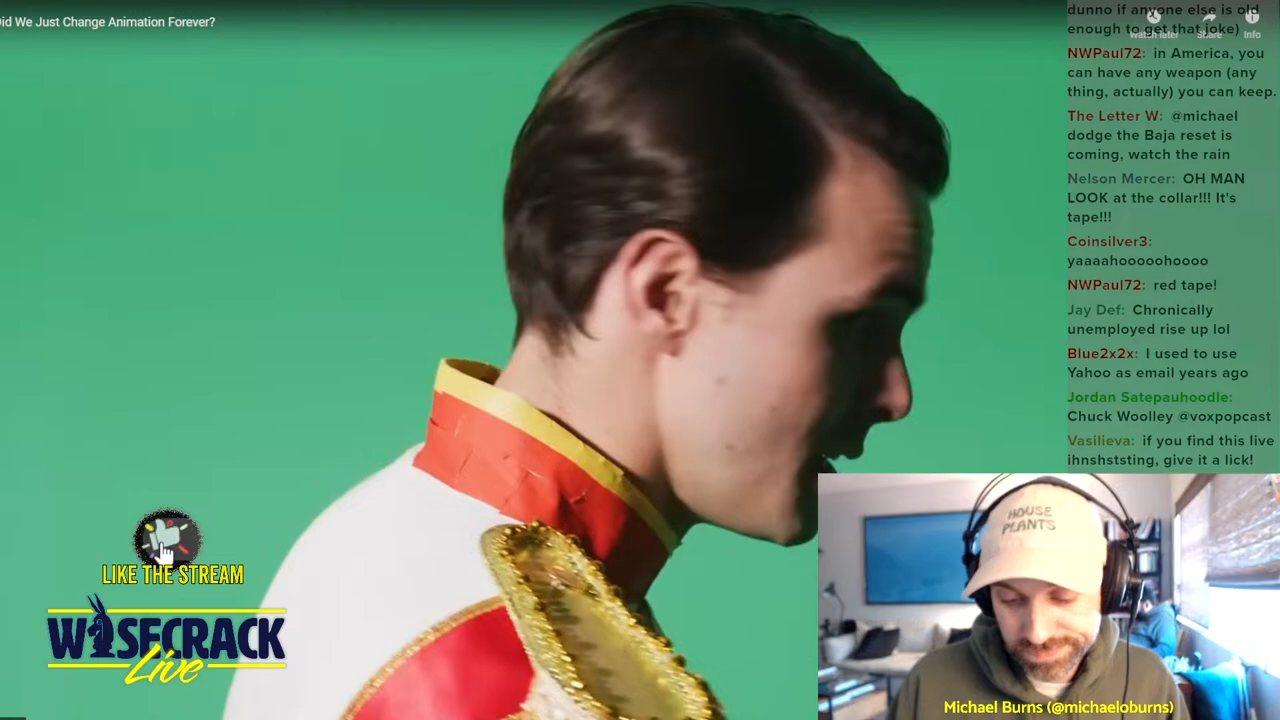 Did We Just Change Animation Forever?
Watch later
Share
Info
dunno if anyone else is old
enough to get that joke)
NWPaul72: in America, you
can have any weapon (any
thing, actually) you can keep.
The Letter W: @michael
dodge the Baja reset is
coming, watch the rain
Nelson Mercer: OH MAN
LOOK at the collar!!! It's
tape!!!
Coinsilver3:
yaaaahooooohoooo
NWPaul72: red tape!
Jay Def: Chronically
unemployed rise up lol
Blue2x2x: I used to use
Yahoo as email years ago
Jordan Satepauhoodle:
Chuck Woolley @voxpopcast
Vasilieva: if you find this live
ihnshststing, give it a lick!
HOUSE
PLANTS
LIKE THE STREAM
WISECRACK
Live
Michael Burns (@michaeloburns)